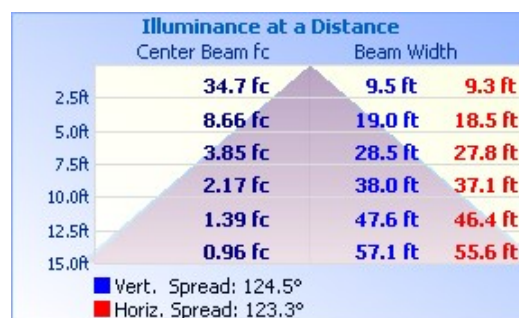 Illuminance at a Distance
Center Beam fc Beam Width
34.7 fc 9.5 ft 9.3 ft
2.5ft
8.66 fc 19.0 ft 18.5 ft
5.0ft
3.85 fc 28.5 ft 27.8 ft
7.5ft
2.17 fc 38.0 ft 37.1 ft
10.0ft
1.39 fc 47.6 ft 46.4 ft
12.5ft
0.96 fc 57.1 ft 55.6 ft
15.0ft
Vert. Spread: 124.5°
Horiz. Spread: 123.3°